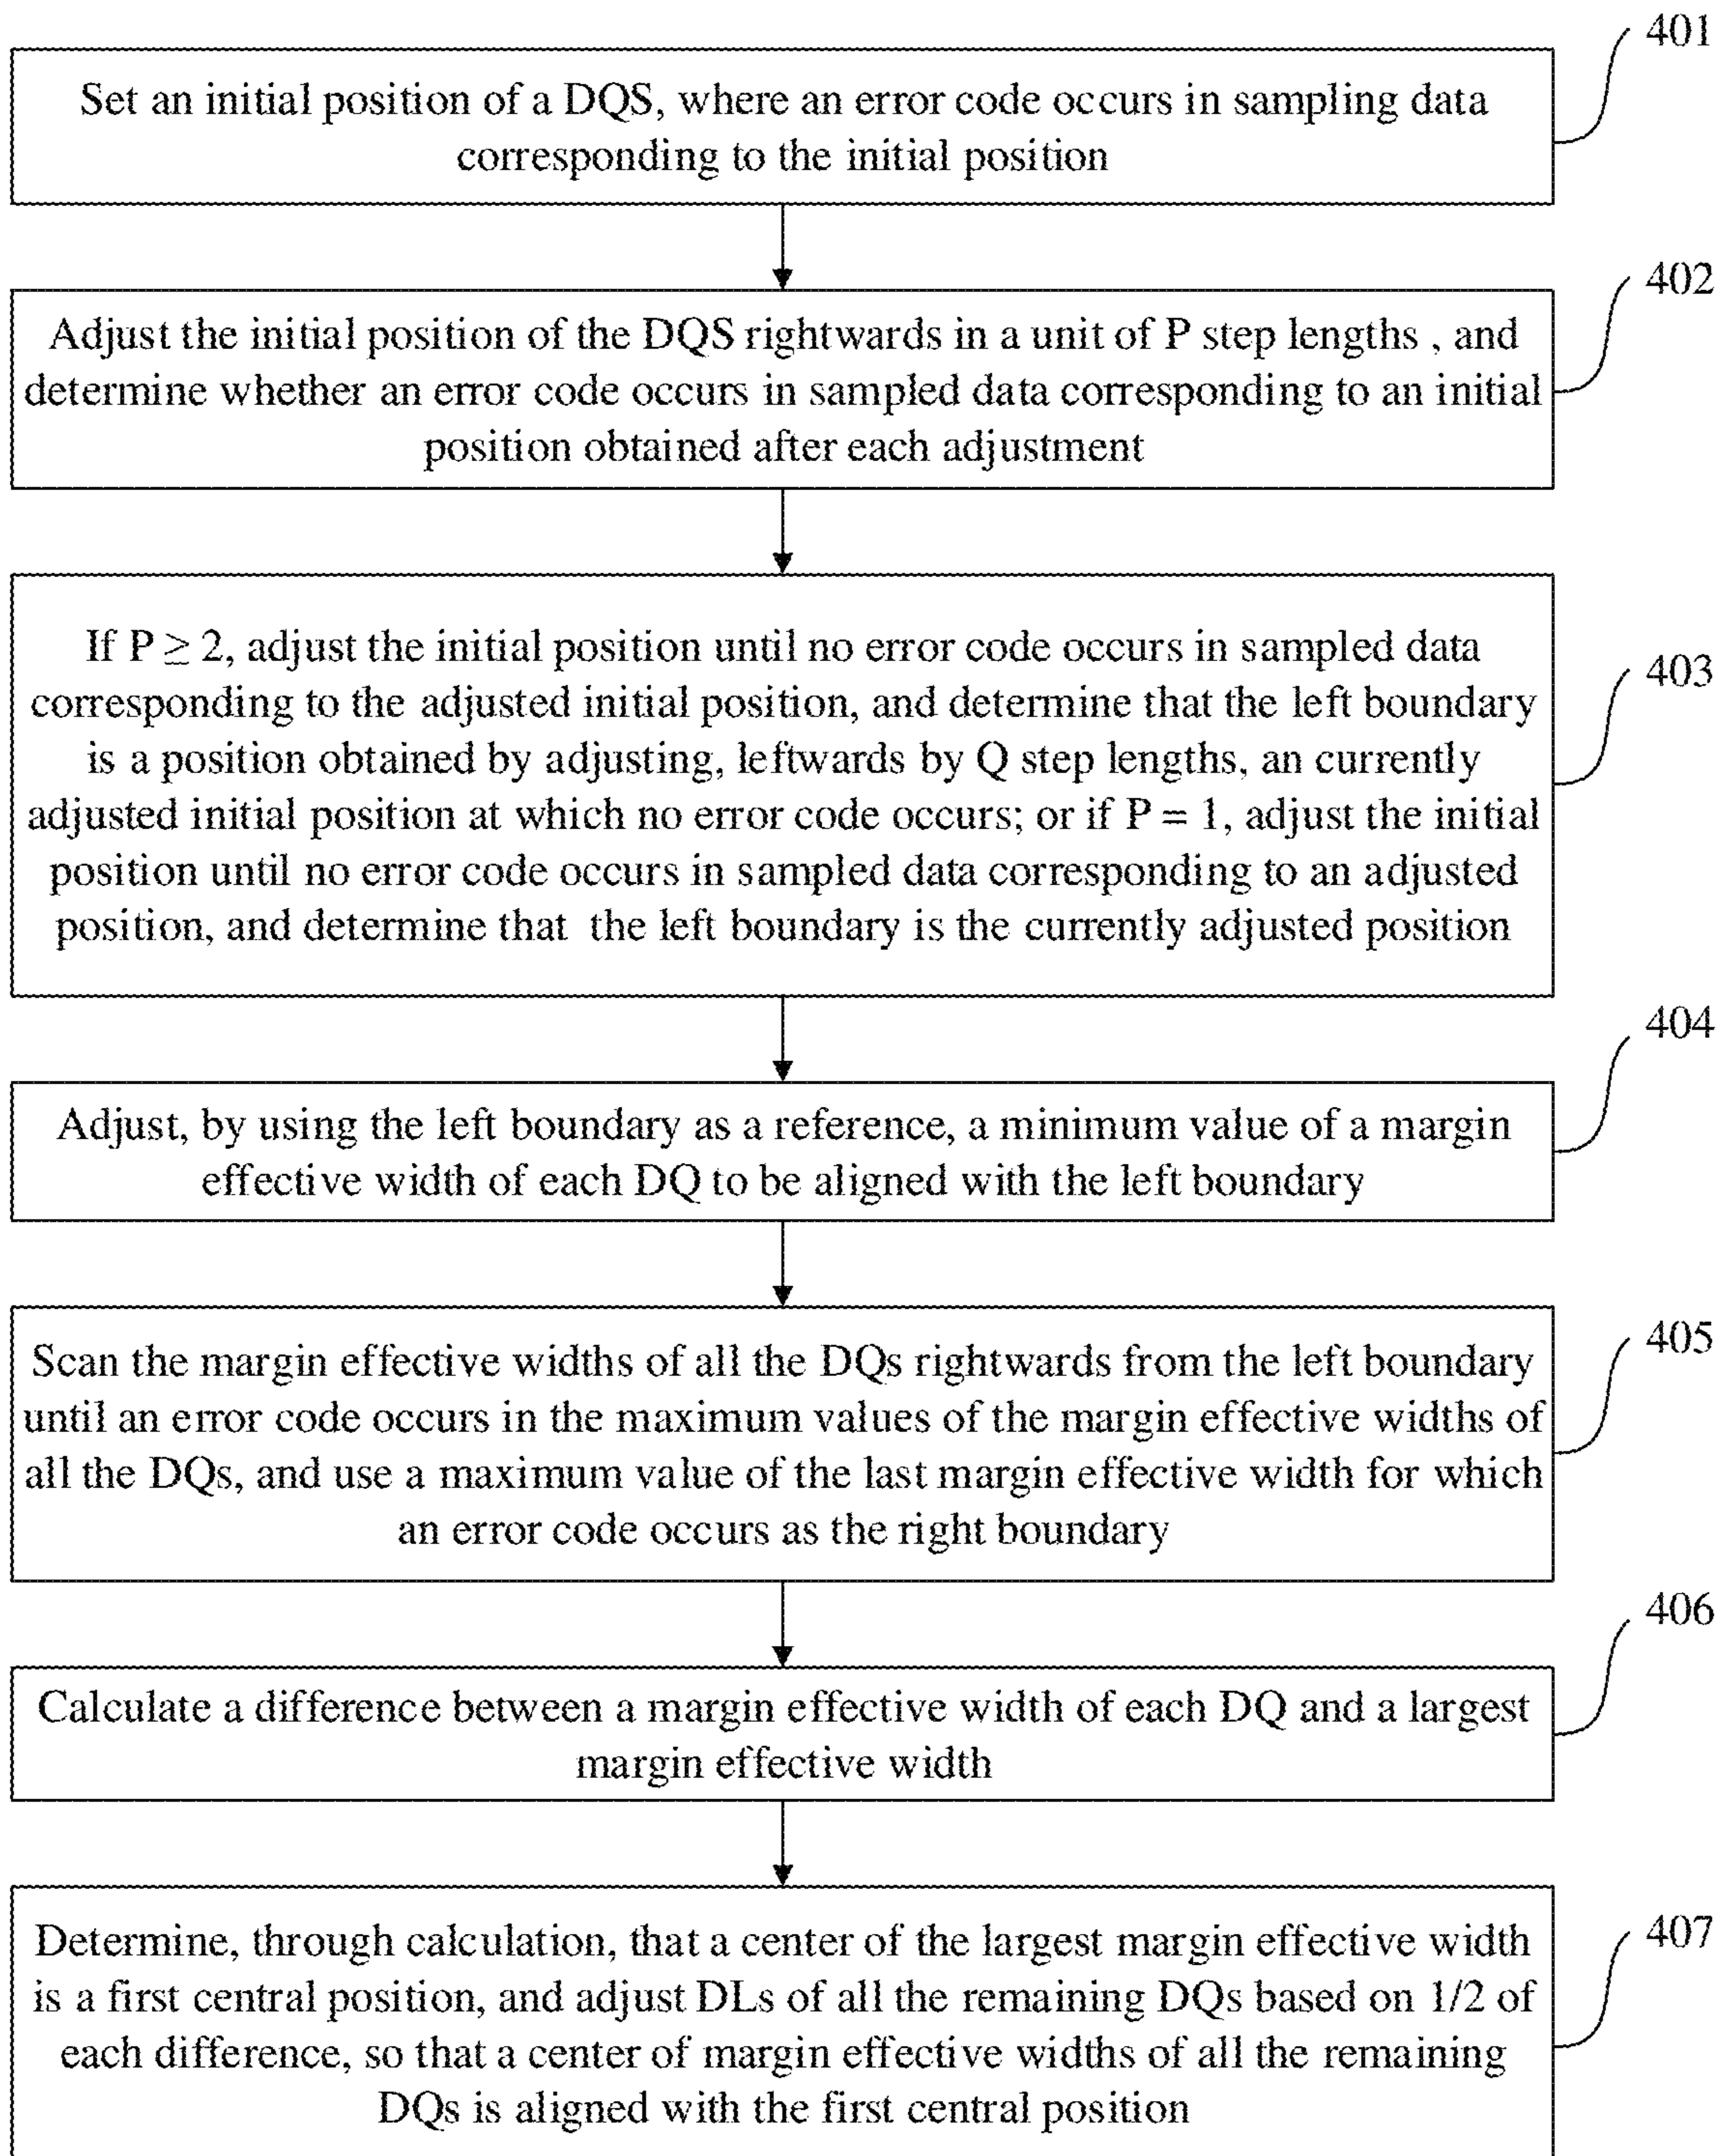 401
Set an initial position of a DQS, where an error code occurs in sampling data
corresponding to the initial position
402
Adjust the initial position of the DQS rightwards in a unit of P step lengths , and
determine whether an error code occurs in sampled data corresponding to an initial
position obtained after each adjustment
403
If P ≥ 2, adjust the initial position until no error code occurs in sampled data
corresponding to the adjusted initial position, and determine that the left boundary
is a position obtained by adjusting, leftwards by Q step lengths, an currently
adjusted initial position at which no error code occurs; or if P = 1, adjust the initial
position until no error code occurs in sampled data corresponding to an adjusted
position, and determine that the left boundary is the currently adjusted position
404
Adjust, by using the left boundary as a reference, a minimum value of a margin
effective width of each DQ to be aligned with the left boundary
405
Scan the margin effective widths of all the DQs rightwards from the left boundary
until an error code occurs in the maximum values of the margin effective widths of
all the DQs, and use a maximum value of the last margin effective width for which
an error code occurs as the right boundary
406
Calculate a difference between a margin effective width of each DQ and a largest
margin effective width
407
Determine, through calculation, that a center of the largest margin effective width
is a first central position, and adjust DLs of all the remaining DQs based on 1/2 of
each difference, so that a center of margin effective widths of all the remaining
DQs is aligned with the first central position